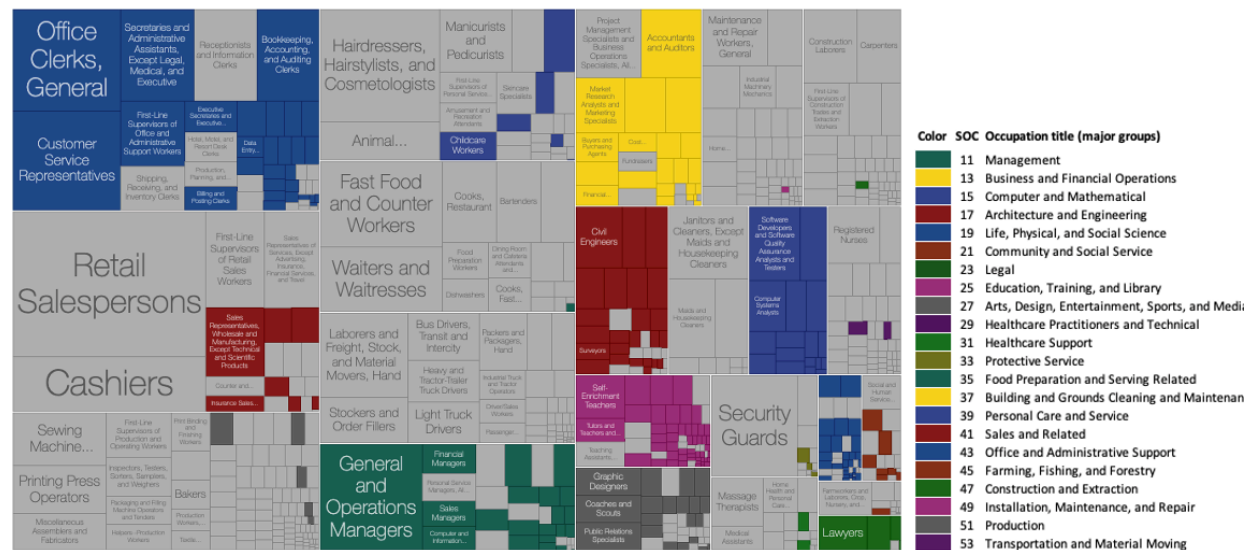 Office
Clerks,
General
Customer
Service
Representatives
Secretaries and
Administrative
Assistants,
Except Legal,
Medical, and
Executive
Receptionists
and Information
Clerks
Bookkeeping,
Accounting,
and Auditing
Clerks
First-Line
Supervisors of
Office and
Administrative
Support Workers
Executive
Secretaries and
Executive...
Hotel, Motel, and
Resort Desk
Clerks
Data
Entry...
Shipping,
Receiving, and
Inventory Clerks
Production,
Planning, and...
Billing and
Posting Clerks
Hairdressers,
Hairstylists, and
Cosmetologists
Animal...
Manicurists
and
Pedicurists
First-Line
Supervisors of
Personal Service...
Skincare
Specialists
Amusement and
Recreation
Attendants
Childcare
Workers
Project
Management
Specialists and
Business
Operations
Specialists, All...
Accountants
and Auditors
Market
Research
Analysts and
Marketing
Specialists
Buyers and
Purchasing
Agents
Cost...
Fundraisers
Financial...
Maintenance
and Repair
Workers,
General
Industrial
Machinery
Mechanics
Home...
Construction
Laborers
Carpenters
First-Line
Supervisors of
Construction
Trades and
Extraction
Workers
Retail
Salespersons
Cashiers
First-Line
Supervisors
of Retail
Sales
Workers
Sales
Representatives of
Services, Except
Advertising,
Insurance,
Financial Services,
and Travel
Sales
Representatives,
Wholesale and
Manufacturing,
Except Technical
and Scientific
Products
Counter and...
Insurance Sales...
Fast Food
and Counter
Workers
Waiters and
Waitresses
Cooks,
Restaurant
Bartenders
Food
Preparation
Workers
Dining Room
and Cafeteria
Attendants
and...
Dishwashers
Cooks,
Fast...
Civil
Engineers
Surveyors
Janitors and
Cleaners, Except
Maids and
Housekeeping
Cleaners
Maids and
Housekeeping
Cleaners
Software
Developers
and Software
Quality
Assurance
Analysts and
Testers
Computer
Systems
Analysts
Registered
Nurses
Laborers and
Freight, Stock,
and Material
Movers, Hand
Stockers and
Order Fillers
Bus Drivers,
Transit and
Intercity
Heavy and
Tractor-Trailer
Truck Drivers
Light Truck
Drivers
Packers and
Packagers,
Hand
Industrial Truck
and Tractor
Operators
Driver/Sales
Workers
Passenger...
Self-
Enrichment
Teachers
Tutors and
Teachers and...
Teaching
Assistants...
Security
Guards
Social and
Human
Service...
Sewing
Machine...
Printing Press
Operators
Miscellaneous
Assemblers and
Fabricators
First-Line
Supervisors of
Production and
Operating Workers
Inspectors, Testers,
Sorters, Samplers,
and Weighers
Packaging and Filling
Machine Operators
and Tenders
Helpers--Production
Workers
Print Binding
and
Finishing
Workers
Bakers
Production
Workers,...
Textile...
General
and
Operations
Managers
Financial
Managers
Personal Service
Managers, All...
Sales
Managers
Computer and
Information...
Graphic
Designers
Coaches and
Scouts
Public Relations
Specialists
Massage
Therapists
Home
Health and
Personal
Care...
Medical
Assistants
Farmworkers and
Laborers, Crop,
Nursery, and...
Lawyers
Color SOC Occupation title (major groups)
11 Management
13 Business and Financial Operations
15 Computer and Mathematical
17 Architecture and Engineering
19 Life, Physical, and Social Science
21 Community and Social Service
23 Legal
25 Education, Training, and Library
27 Arts, Design, Entertainment, Sports, and Media
29 Healthcare Practitioners and Technical
31 Healthcare Support
33 Protective Service
35 Food Preparation and Serving Related
37 Building and Grounds Cleaning and Maintenan
39 Personal Care and Service
41 Sales and Related
43 Office and Administrative Support
45 Farming, Fishing, and Forestry
47 Construction and Extraction
49 Installation, Maintenance, and Repair
51 Production
53 Transportation and Material Moving